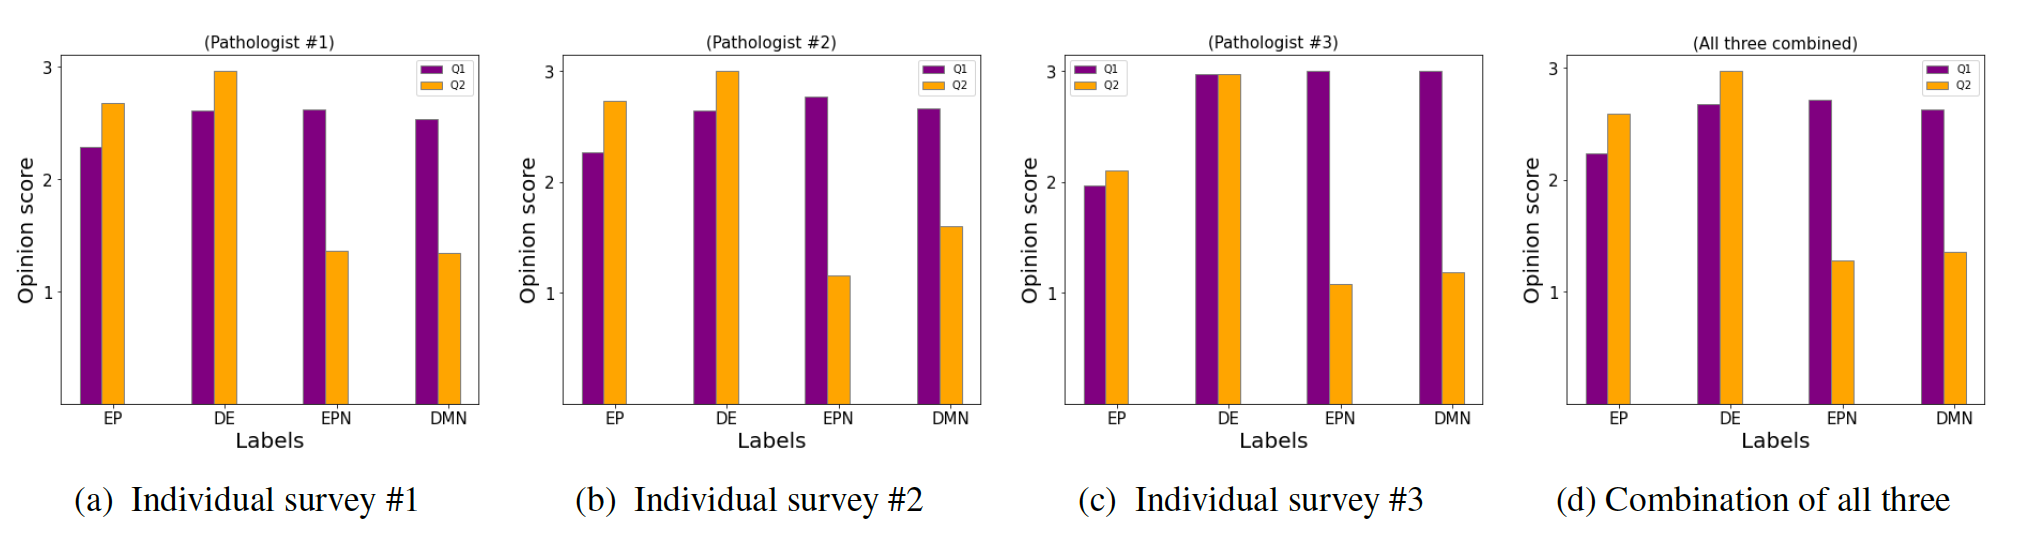 (Pathologist #1)
3
2
1
Opinion score
Q1
Q2
EP DE EPN DMN
Labels
(a) Individual survey #1
(Pathologist #2)
3
2
1
Opinion score
Q1
Q2
EP DE EPN DMN
Labels
(b) Individual survey #2
(Pathologist #3)
3
2
1
Opinion score
Q1
Q2
EP DE EPN DMN
Labels
(c) Individual survey #3
(All three combined)
3
2
1
Opinion score
Q1
Q2
EP DE EPN DMN
Labels
(d) Combination of all three